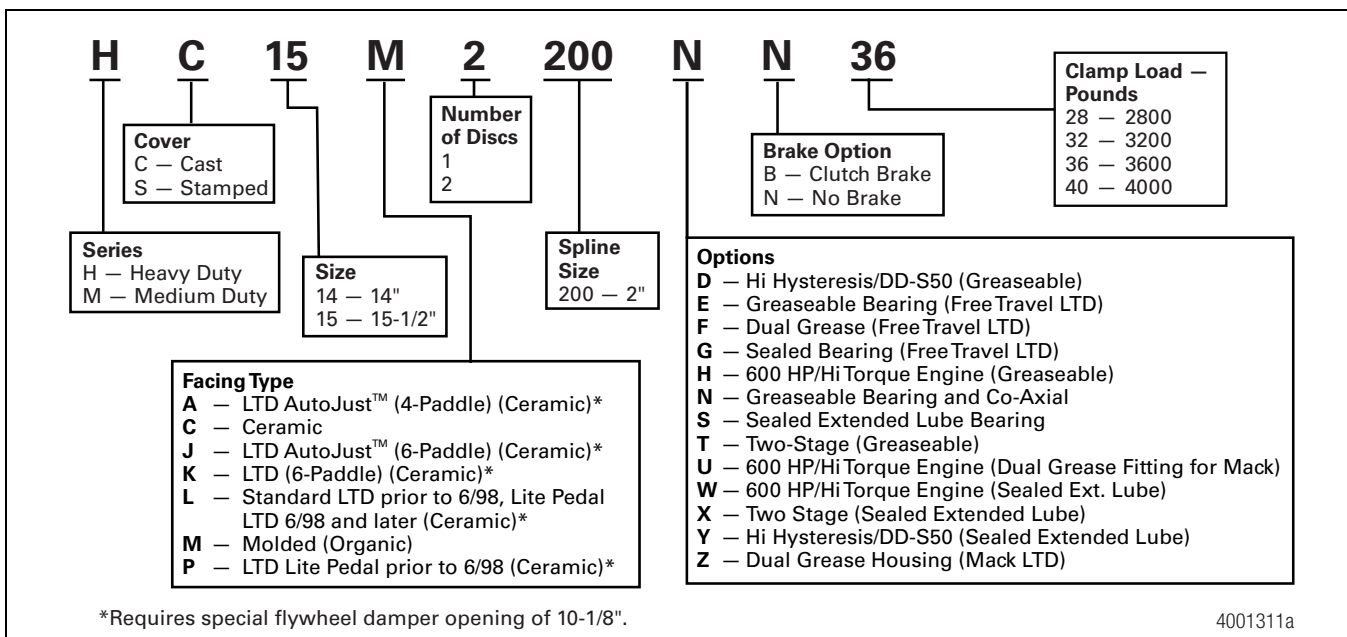 H C 15 M 2 200 N N 36
Cover
C — Cast
S — Stamped
Number
of Discs
1
2
Brake Option
B — Clutch Brake
N — No Brake
Clamp Load —
Pounds
28 — 2800
32 — 3200
36 — 3600
40 — 4000
Series
H — Heavy Duty
M — Medium Duty
Size
14 — 14"
15 — 15-1/2"
Spline
Size
200 — 2"
Facing Type
A — LTD AutoJust™ (4-Paddle) (Ceramic)*
C — Ceramic
J — LTD AutoJust™ (6-Paddle) (Ceramic)*
K — LTD (6-Paddle) (Ceramic)*
L — Standard LTD prior to 6/98, Lite Pedal
LTD 6/98 and later (Ceramic)*
M — Molded (Organic)
P — LTD Lite Pedal prior to 6/98 (Ceramic)*
Options
D — Hi Hysteresis/DD-S50 (Greaseable)
E — Greaseable Bearing (Free Travel LTD)
F — Dual Grease (Free Travel LTD)
G — Sealed Bearing (Free Travel LTD)
H — 600 HP/Hi Torque Engine (Greaseable)
N — Greaseable Bearing and Co-Axial
S — Sealed Extended Lube Bearing
T — Two-Stage (Greaseable)
U — 600 HP/Hi Torque Engine (Dual Grease Fitting for Mack)
W — 600 HP/Hi Torque Engine (Sealed Ext. Lube)
X — Two Stage (Sealed Extended Lube)
Y — Hi Hysteresis/DD-S50 (Sealed Extended Lube)
Z — Dual Grease Housing (Mack LTD)
*Requires special flywheel damper opening of 10-1/8".
4001311a